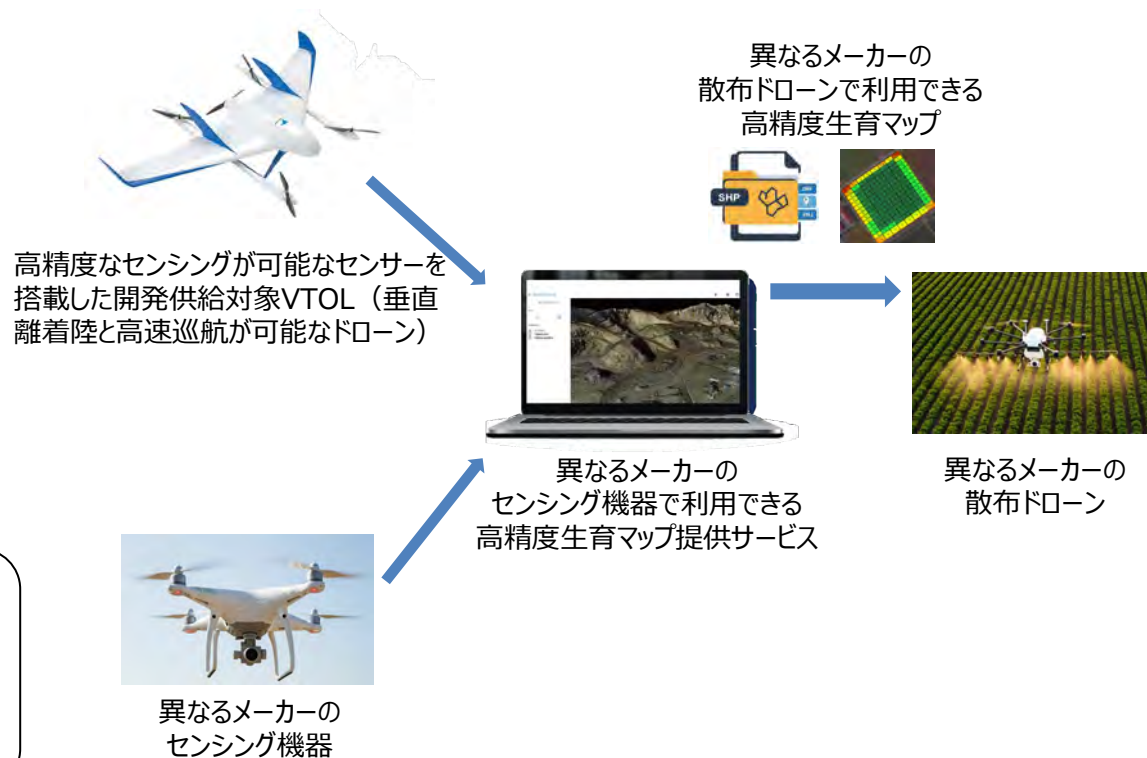 異なるメーカーの
散布ドローンで利用できる
高精度生育マップ
SHP
高精度なセンシングが可能なセンサーを
搭載した開発供給対象VTOL（垂直
離着陸と高速巡航が可能なドローン）
異なるメーカーの
センシング機器で利用できる
高精度生育マップ提供サービス
異なるメーカーの
散布ドローン
異なるメーカーの
センシング機器